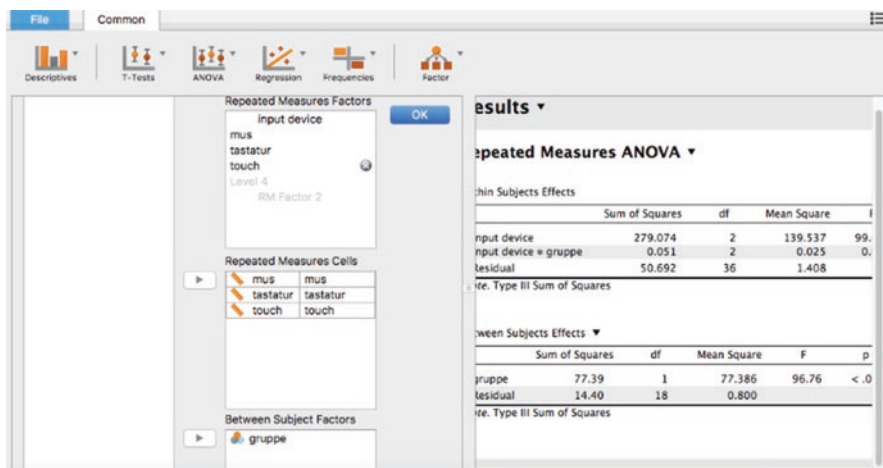 File Common
Descriptives T-Tests ANOVA Regression Frequencies Factor
Repeated Measures Factors
OK
input device
mus
tastatur
touch
Level 4
RM Factor 2
Repeated Measures Cells
mus mus
tastatur tastatur
touch touch
Between Subject Factors
gruppe
esults
epeated Measures ANOVA
thin Subjects Effects
Sum of Squares df Mean Square
nput device 279.074 2 139.537 99.
nput device * gruppe 0.051 2 0.025 0.
Residual 50.692 36 1.408
ote. Type III Sum of Squares
tween Subjects Effects
Sum of Squares df Mean Square F p
gruppe 77.39 1 77.386 96.76 < .0
Residual 14.40 18 0.800
ote. Type III Sum of Squares